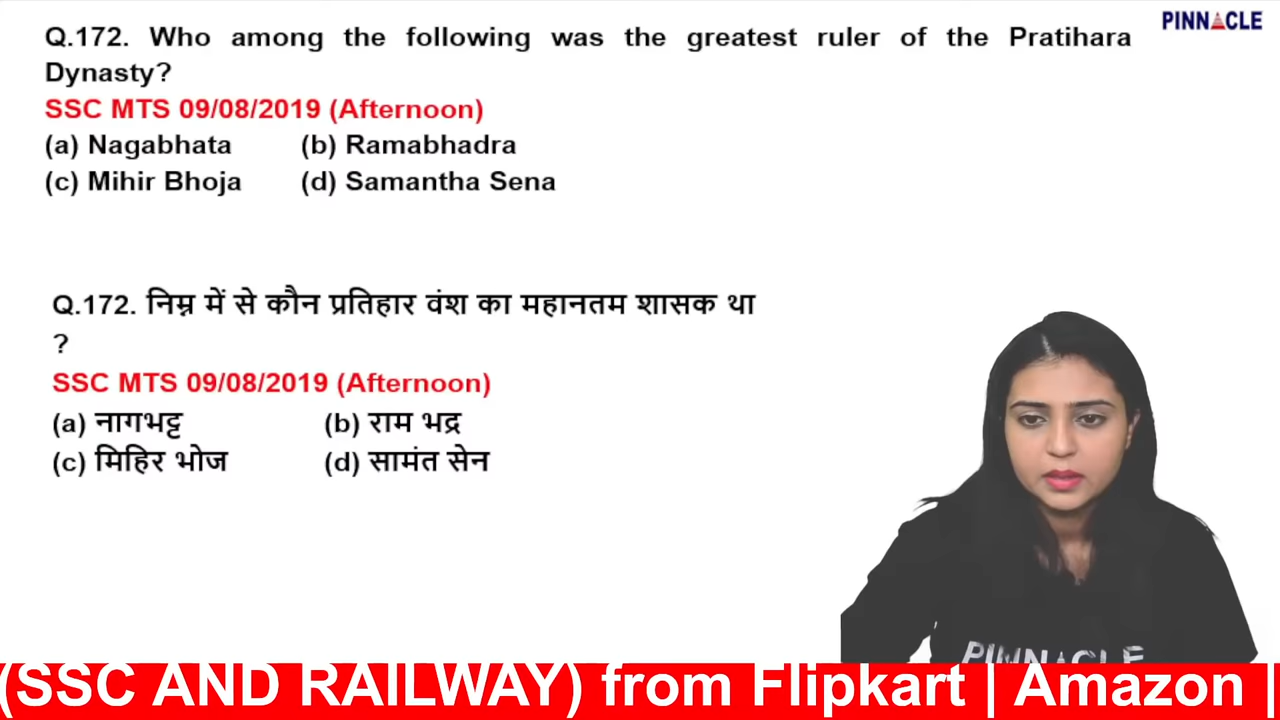 PINNACLE
Q.172. Who among the following was the greatest ruler of the Pratihara
Dynasty?
SSC MTS 09/08/2019 (Afternoon)
(a) Nagabhata (b) Ramabhadra
(c) Mihir Bhoja (d) Samantha Sena
Q.172. निम्न में से कौन प्रतिहार वंश का महानतम शासक था
?
SSC MTS 09/08/2019 (Afternoon)
(a) नागभट्ट (b) राम भद्र
(c) मिहिर भोज (d) सामंत सेन
PINNACLE
(SSC AND RAILWAY) from Flipkart | Amazon |